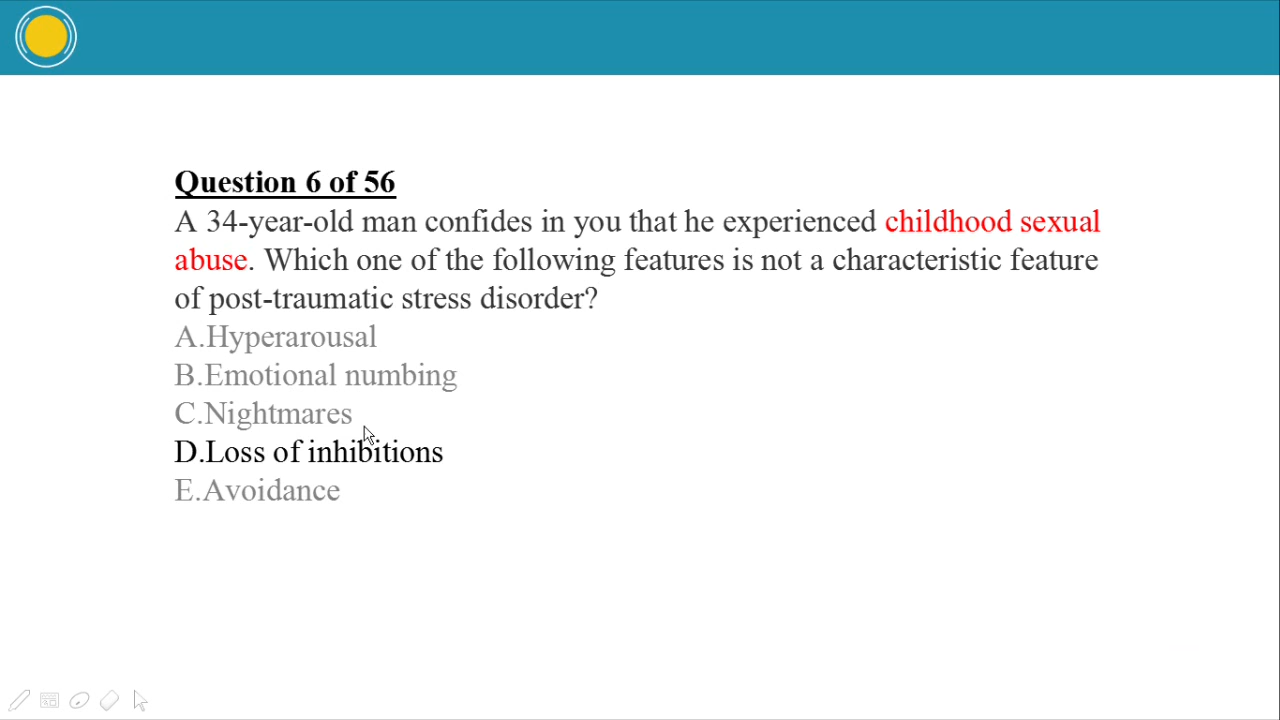 Question 6 of 56
A 34-year-old man confides in you that he experienced childhood sexual
abuse. Which one of the following features is not a characteristic feature
of post-traumatic stress disorder?
A.Hyperarousal
B.Emotional numbing
C.Nightmares
D.Loss of inhibitions
E.Avoidance